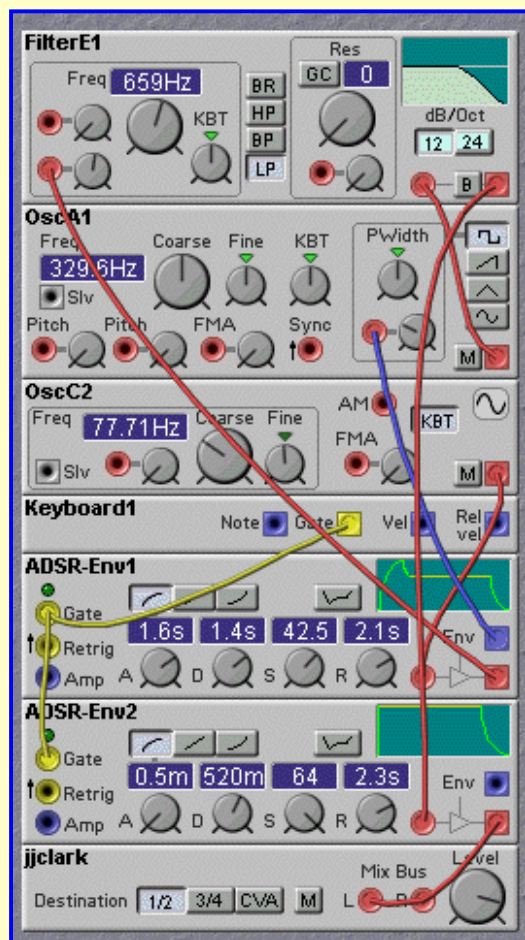 FilterE1
Res
Freq 659Hz
GC 0
KBT
BR
HP
BP
LP
dB/Oct
12 24
B
OscA1
Freq Coarse Fine KBT PWidth
329.6Hz
Slv
Pitch Pitch FMA Sync
M
OscC2
Freq 77.71Hz Coarse Fine
AM
KBT
FMA
Slv
M
Keyboard1
Note Gate Vel Rel vel
ADSR-Env1
Gate
1.6s 1.4s 42.5 2.1s
Env
Retrig
Amp A D S R
ADSR-Env2
Gate
0.5m 520m 64 2.3s
Env
Retrig
Amp A D S R
jjclark
Mix Bus Level
Destination 1/2 3/4 CVA M L R